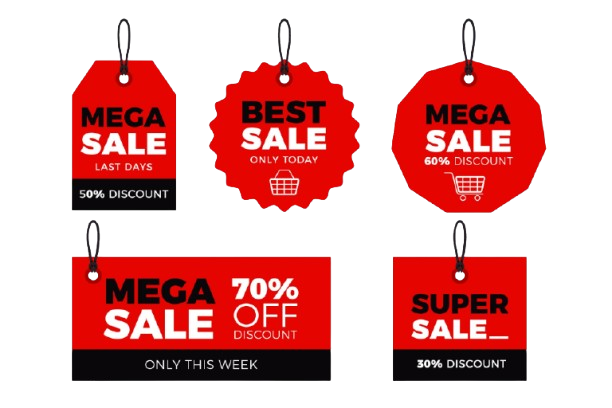 MEGA
SALE
LAST DAYS
50% DISCOUNT
BEST
SALE
ONLY TODAY
MEGA
SALE
60% DISCOUNT
MEGA
SALE
70%
OFF
DISCOUNT
ONLY THIS WEEK
SUPER
SALE_
30% DISCOUNT